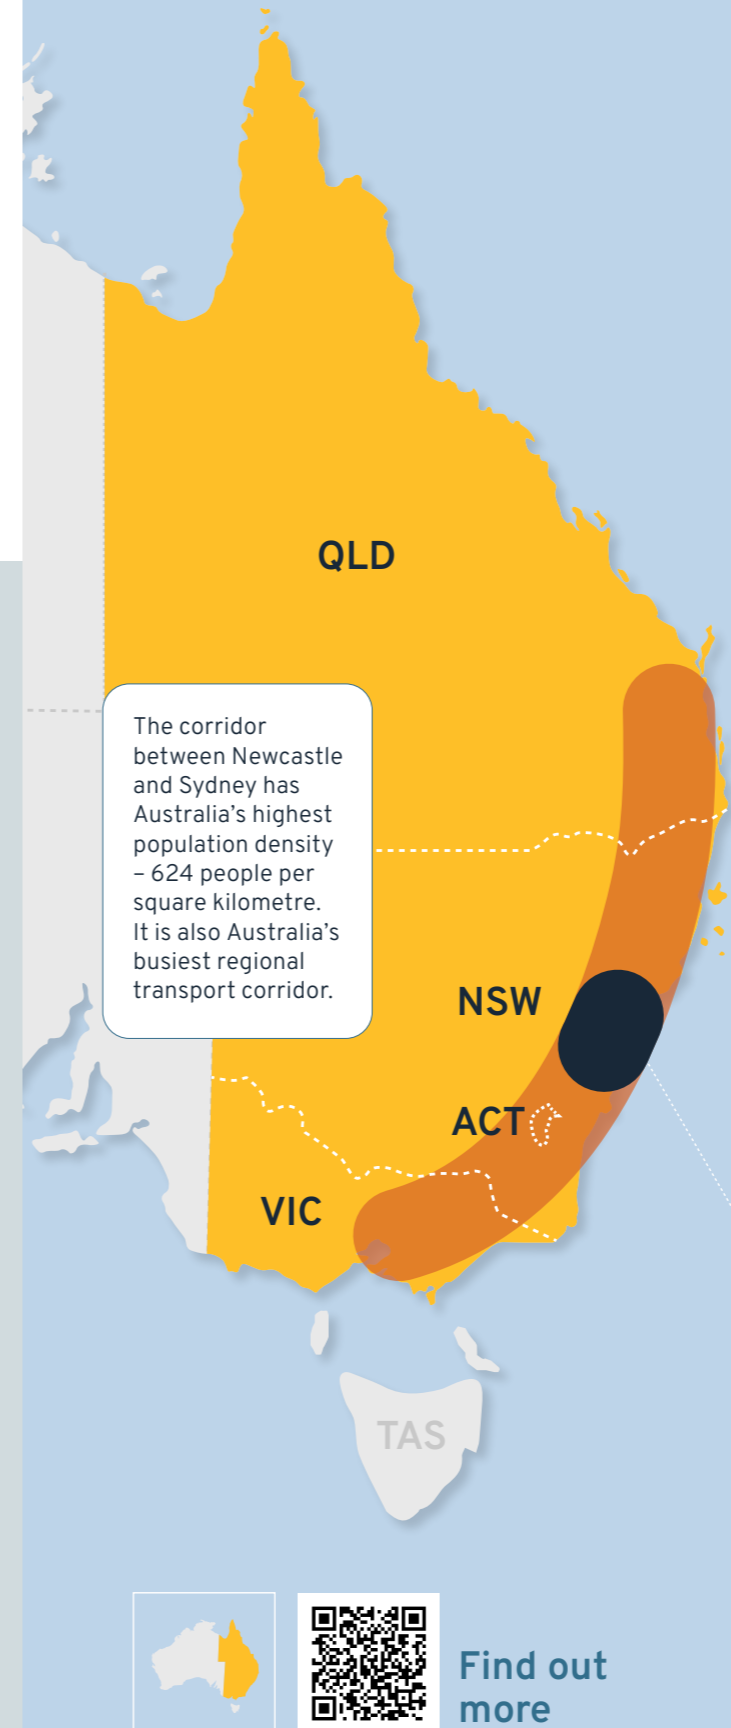 QLD
The corridor
between Newcastle
and Sydney has
Australia’s highest
population density
– 624 people per
square kilometre.
It is also Australia’s
busiest regional
transport corridor.
NSW
ACT
VIC
TAS
Find out
more